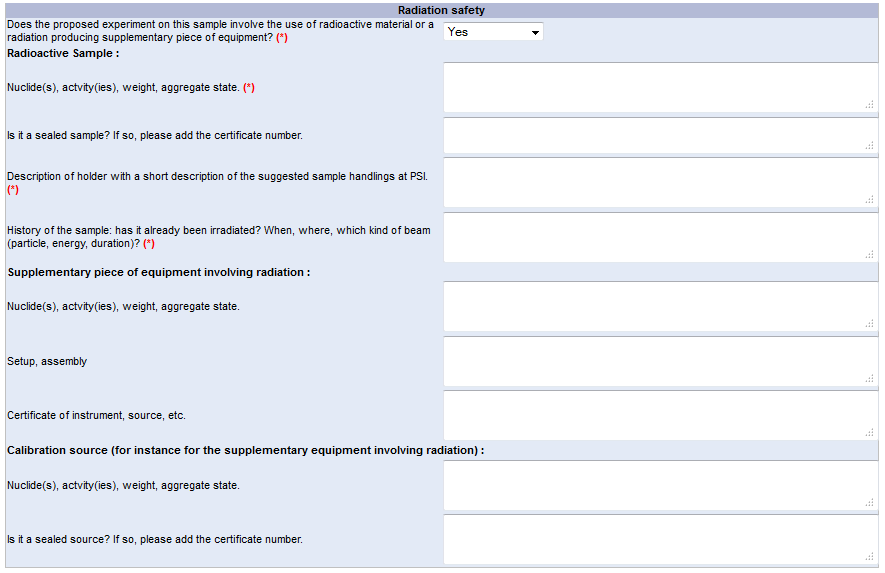 Radiation safety
Does the proposed experiment on this sample involve the use of radioactive material or a
radiation producing supplementary piece of equipment? (*)
Yes
Radioactive Sample :
Nuclide(s), actvity(ies), weight, aggregate state. (*)
Is it a sealed sample? If so, please add the certificate number.
Description of holder with a short description of the suggested sample handlings at PSI.
(*)
History of the sample: has it already been irradiated? When, where, which kind of beam
(particle, energy, duration)? (*)
Supplementary piece of equipment involving radiation :
Nuclide(s), actvity(ies), weight, aggregate state.
Setup, assembly
Certificate of instrument, source, etc.
Calibration source (for instance for the supplementary equipment involving radiation) :
Nuclide(s), actvity(ies), weight, aggregate state.
Is it a sealed source? If so, please add the certificate number.